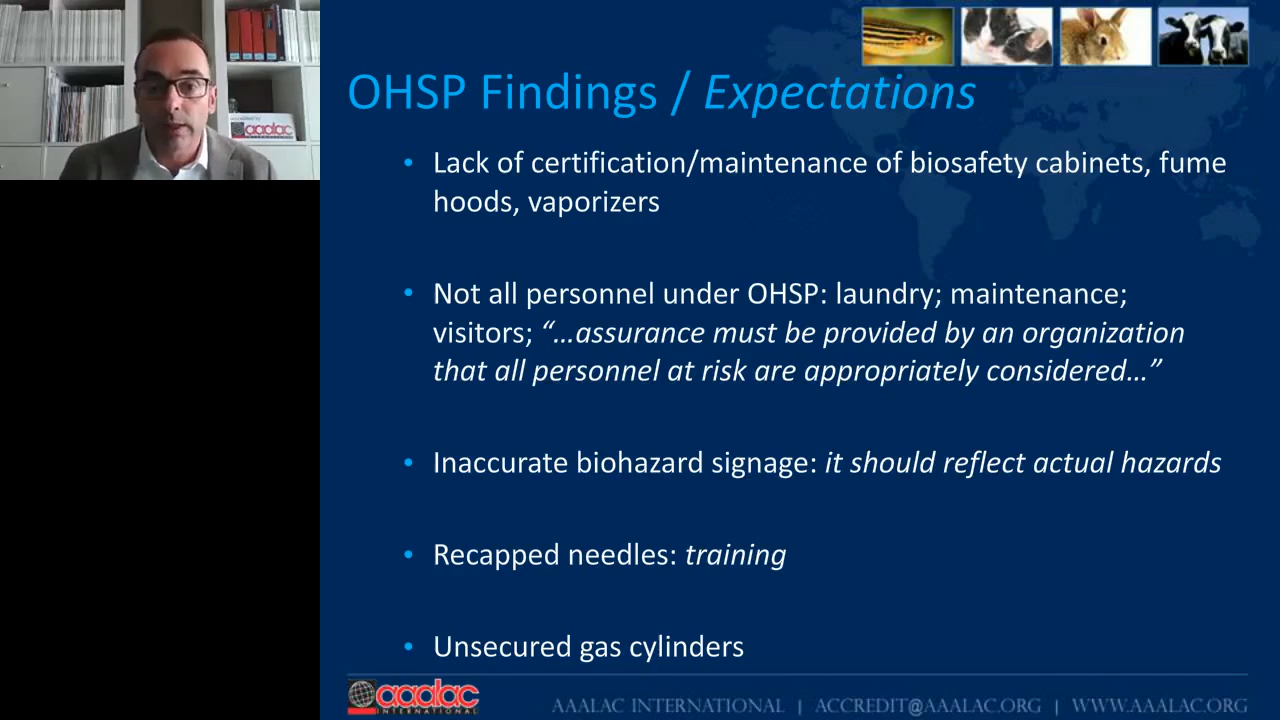 OHSP Findings / Expectations
• Lack of certification/maintenance of biosafety cabinets, fume
hoods, vaporizers
• Not all personnel under OHSP: laundry; maintenance;
visitors; “…assurance must be provided by an organization
that all personnel at risk are appropriately considered…”
• Inaccurate biohazard signage: it should reflect actual hazards
• Recapped needles: training
• Unsecured gas cylinders
aaalac
INTERNATIONAL
AAALAC INTERNATIONAL | ACCREDIT@AAALAC.ORG | WWW.AAALAC.ORG
aaalac